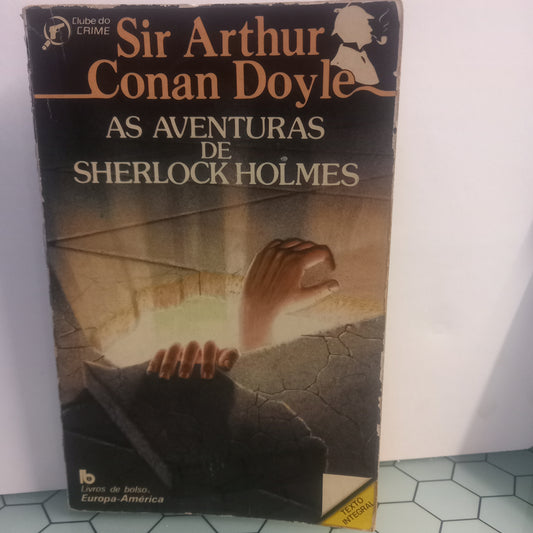 Clube do
CRIME
Sir Arthur
Conan Doyle
AS AVENTURAS
DE
SHERLOCK HOLMES
Livros de bolso.
Europa-América
TEXTO
INTEGRAL